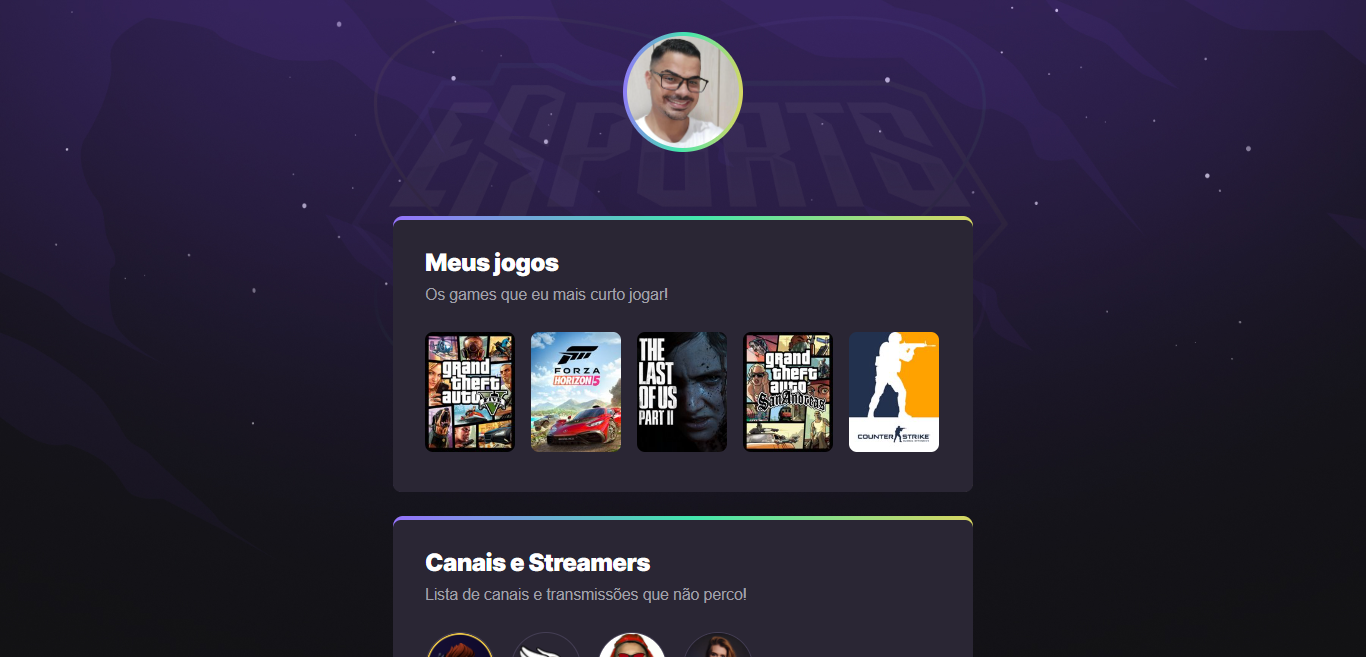 ESPORTS
Meus jogos
Os games que eu mais curto jogar!
grand
theft
auto
V
FORZA
HORIZON 5
THE
LAST
OF US
PART II
grand
theft
auto
San Andreas
COUNTER STRIKE
Canais e Streamers
Lista de canais e transmissões que não perco!